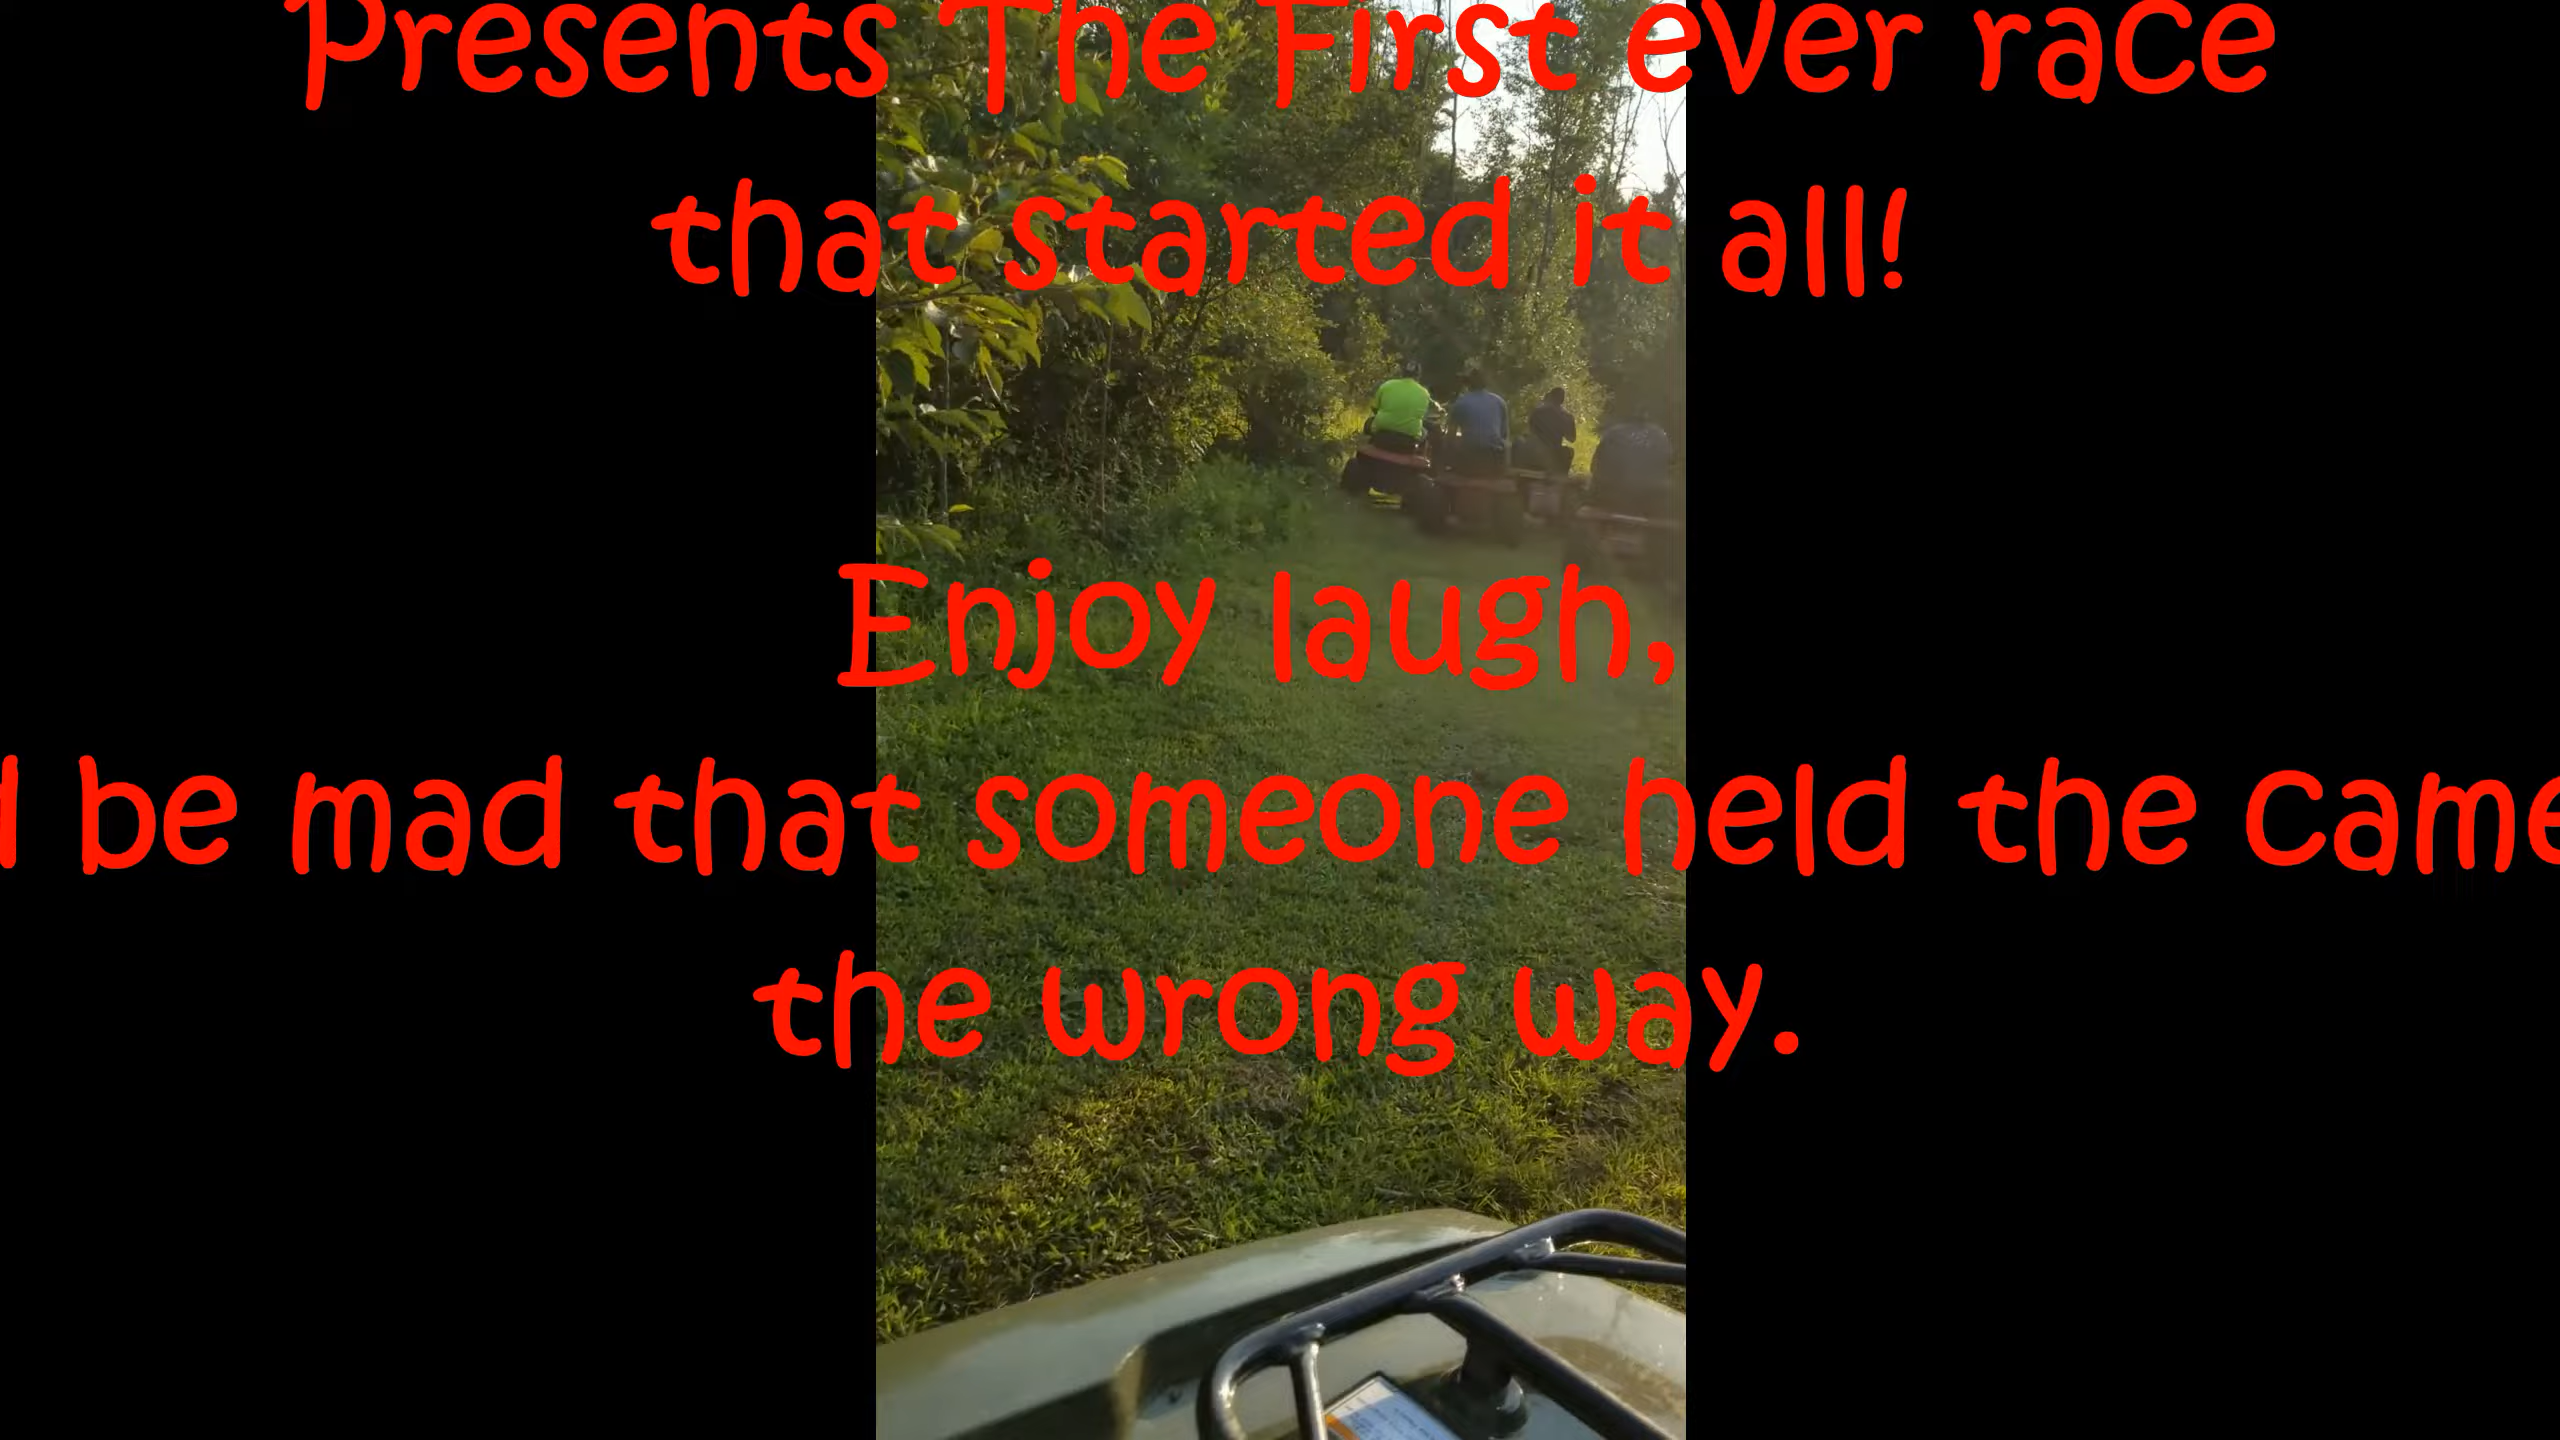 Presents The First ever race
that started it all!
Enjoy laugh,
be mad that someone held the
the wrong way.